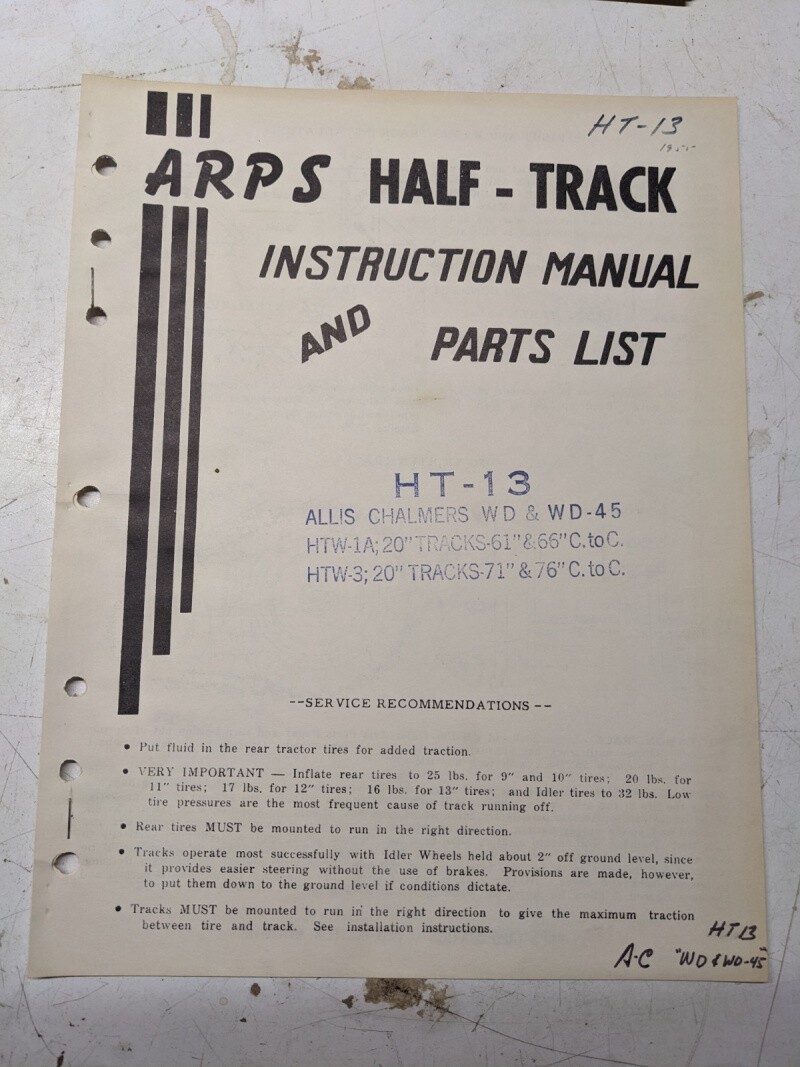 HT-13
1955
ARPS HALF - TRACK
INSTRUCTION MANUAL
AND PARTS LIST
HT-13
ALLIS CHALMERS WD & WD-45
HTW-1A; 20" TRACKS-61" & 66" C. to C.
HTW-3; 20" TRACKS-71" & 76" C. to C.
--SERVICE RECOMMENDATIONS--
• Put fluid in the rear tractor tires for added traction.
• VERY IMPORTANT — Inflate rear tires to 25 lbs. for 9" and 10" tires; 20 lbs. for
11" tires; 17 lbs. for 12" tires; 16 lbs. for 13" tires; and Idler tires to 32 lbs. Low
tire pressures are the most frequent cause of track running off.
• Rear tires MUST be mounted to run in the right direction.
• Tracks operate most successfully with Idler Wheels held about 2" off ground level, since
it provides easier steering without the use of brakes. Provisions are made, however,
to put them down to the ground level if conditions dictate.
• Tracks MUST be mounted to run in the right direction to give the maximum traction
between tire and track. See installation instructions.
HT 13
A-C "WD & WD-45"